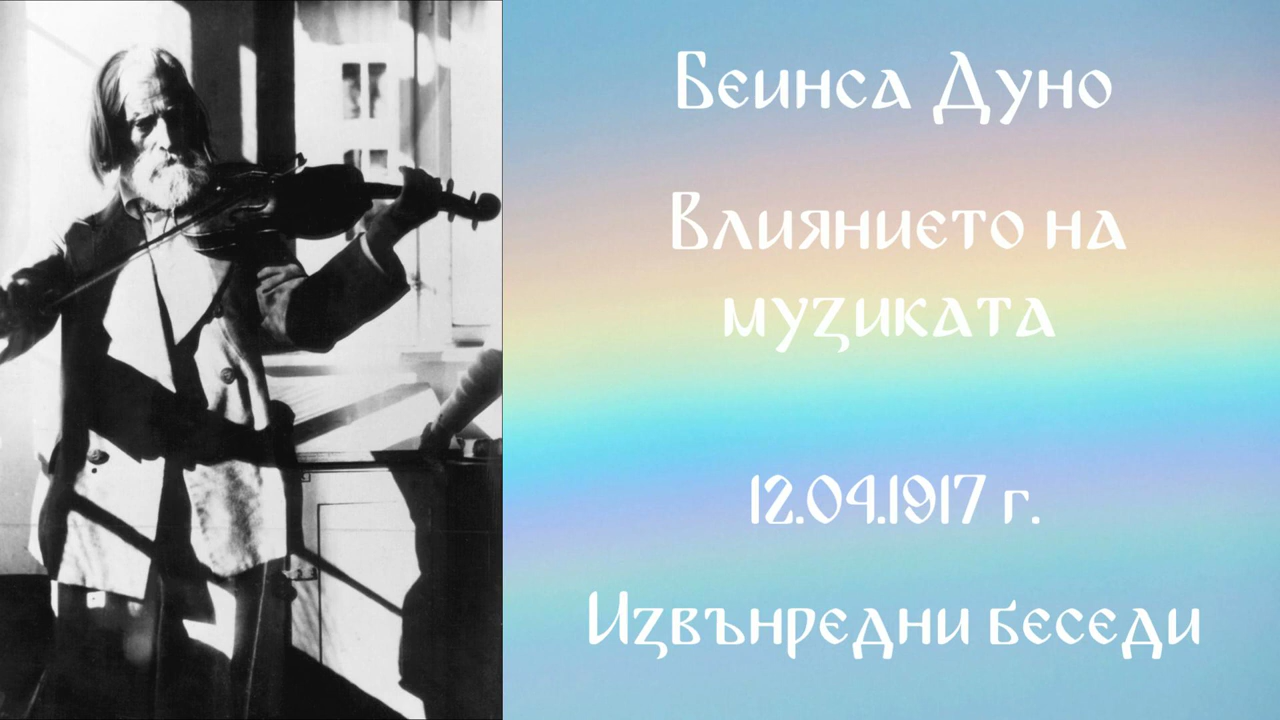 Беинса Дуно
Влиянието на
музиката
12.04.1917 г.
Извънредни беседи